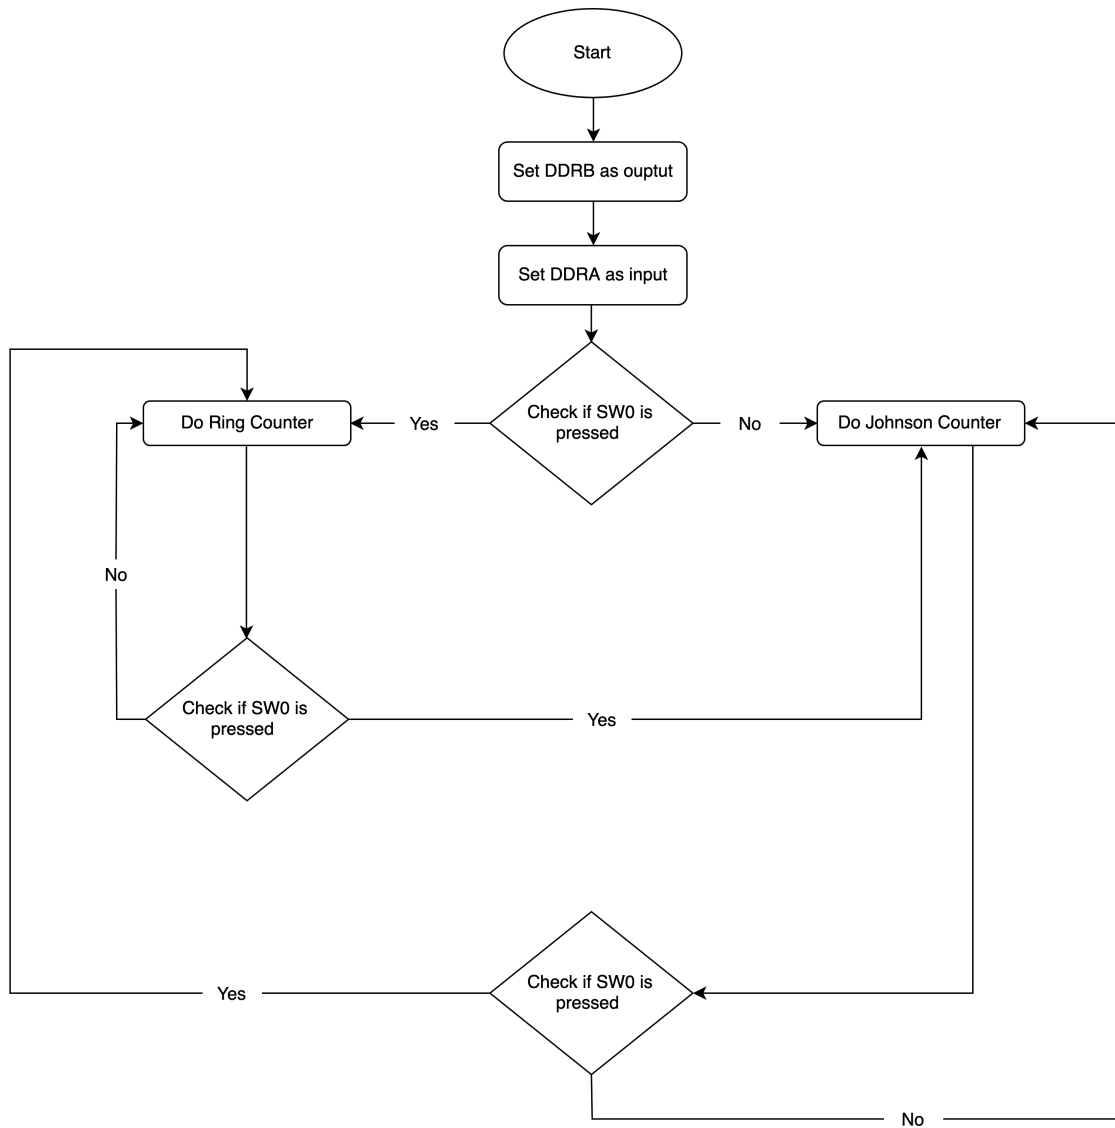 Start
Set DDRB as ouptut
Set DDRA as input
Check if SW0 is
pressed
Do Ring Counter
Yes
No
Do Johnson Counter
No
Check if SW0 is
pressed
Yes
Check if SW0 is
pressed
Yes
No